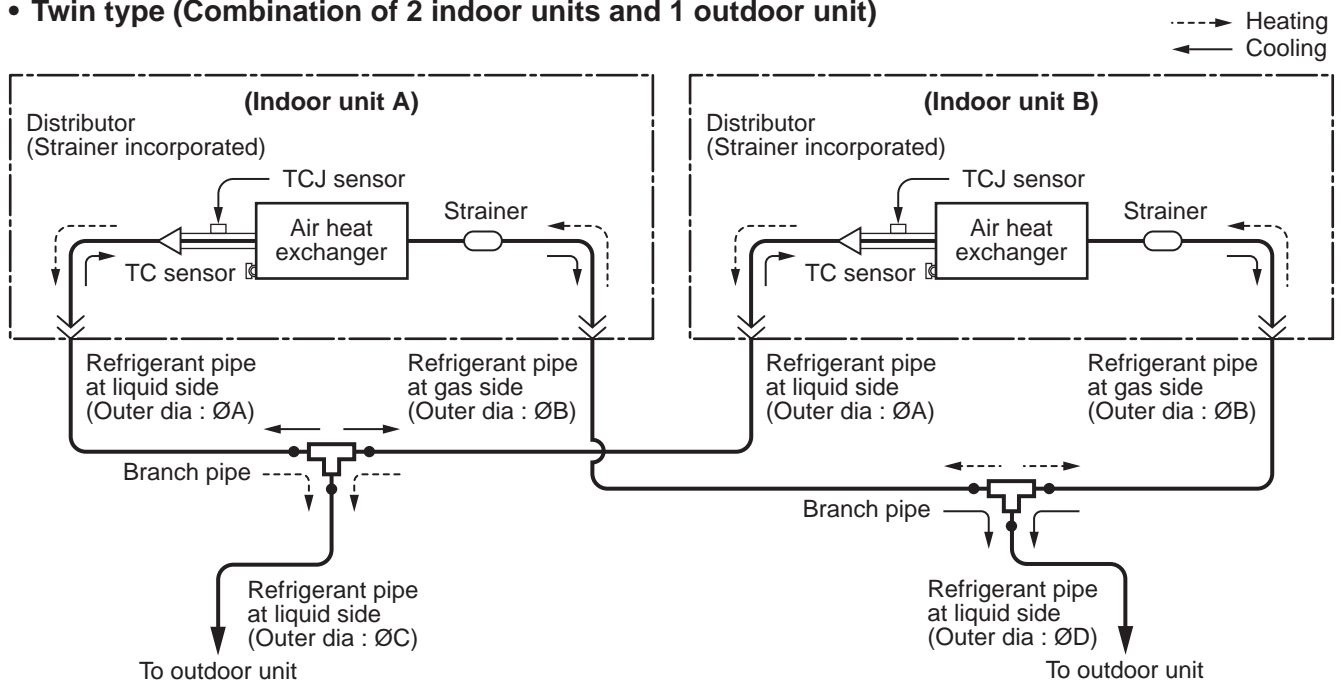 • Twin type (Combination of 2 indoor units and 1 outdoor unit)
Heating
Cooling
(Indoor unit A)
Distributor
(Strainer incorporated)
TCJ sensor
Strainer
Air heat
exchanger
TC sensor
(Indoor unit B)
Distributor
(Strainer incorporated)
TCJ sensor
Strainer
Air heat
exchanger
TC sensor
Refrigerant pipe
at liquid side
(Outer dia : ØA)
Refrigerant pipe
at gas side
(Outer dia : ØB)
Refrigerant pipe
at liquid side
(Outer dia : ØA)
Refrigerant pipe
at gas side
(Outer dia : ØB)
Branch pipe
Branch pipe
Refrigerant pipe
at liquid side
(Outer dia : ØC)
To outdoor unit
Refrigerant pipe
at liquid side
(Outer dia : ØD)
To outdoor unit